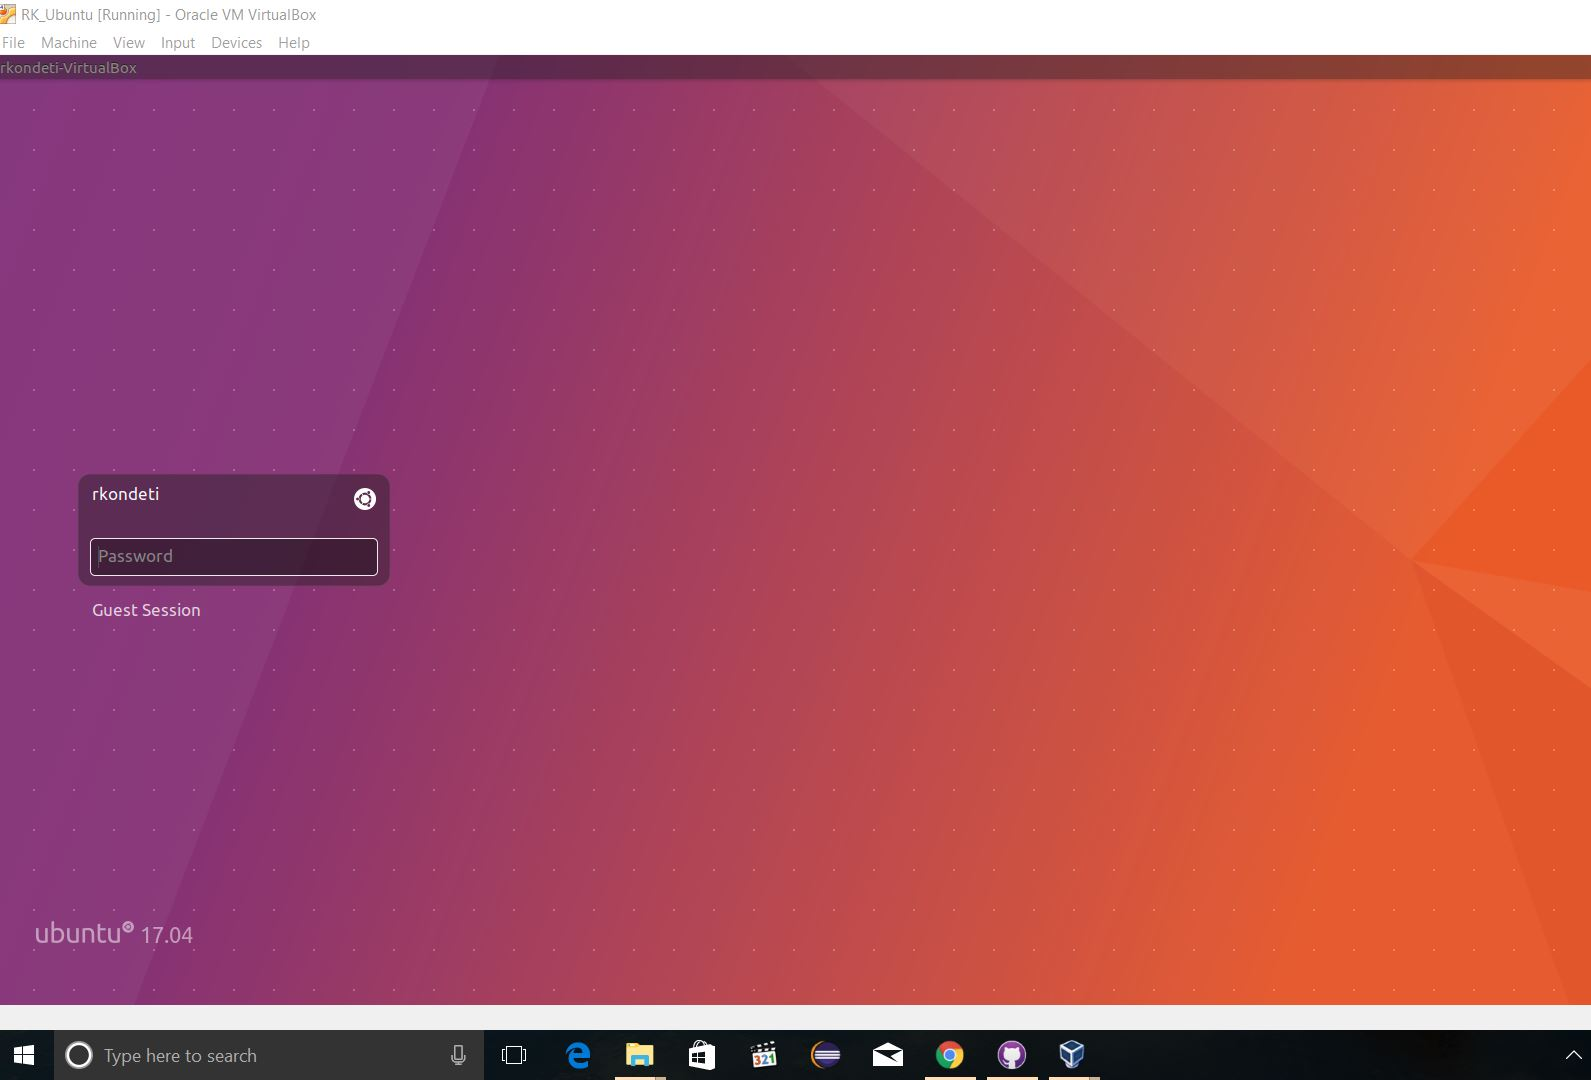 RK_Ubuntu [Running] - Oracle VM VirtualBox
File Machine View Input Devices Help
rkondeti-VirtualBox
rkondeti
Password
Guest Session
ubuntu 17.04
Type here to search
321